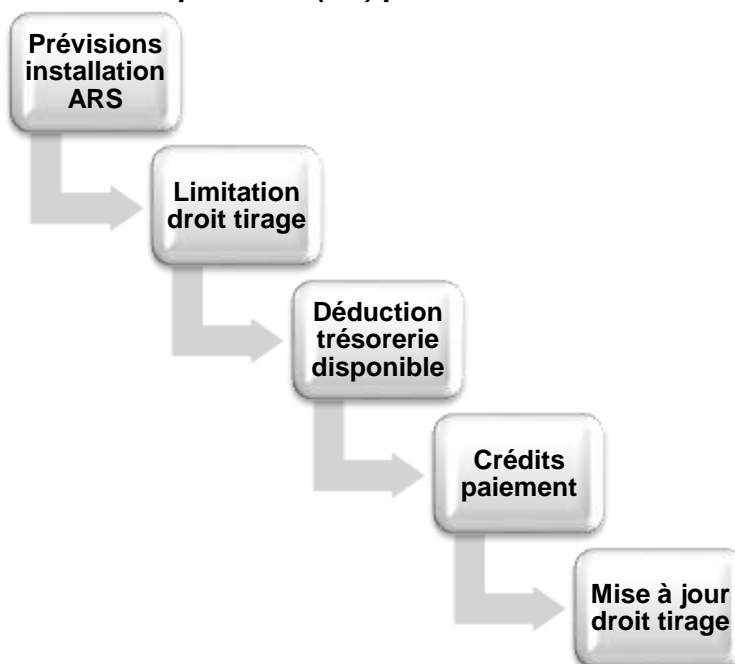 Prévisions
installation
ARS
Limitation
droit tirage
Déduction
trésorerie
disponible
Crédits
paiement
Mise à jour
droit tirage